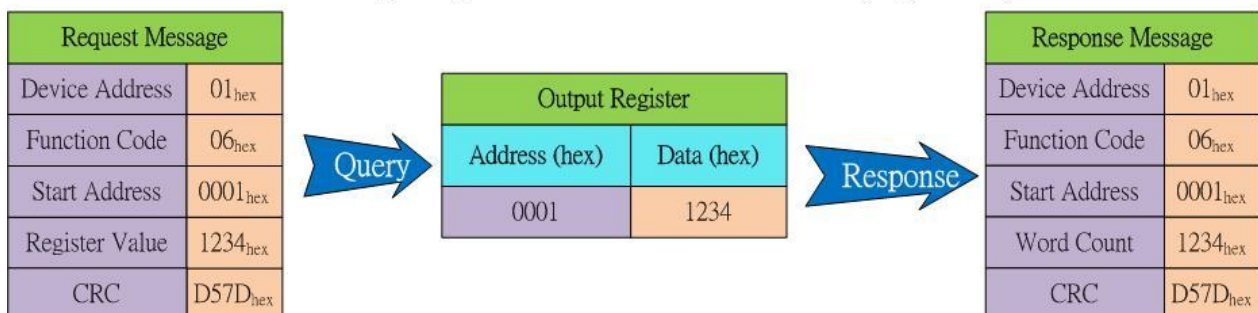 Request Message
Device Address 01hex
Function Code 06hex
Start Address 0001hex
Register Value 1234hex
CRC D57Dhex
Query
Output Register
Address (hex) Data (hex)
0001 1234
Response
Response Message
Device Address 01hex
Function Code 06hex
Start Address 0001hex
Word Count 1234hex
CRC D57Dhex